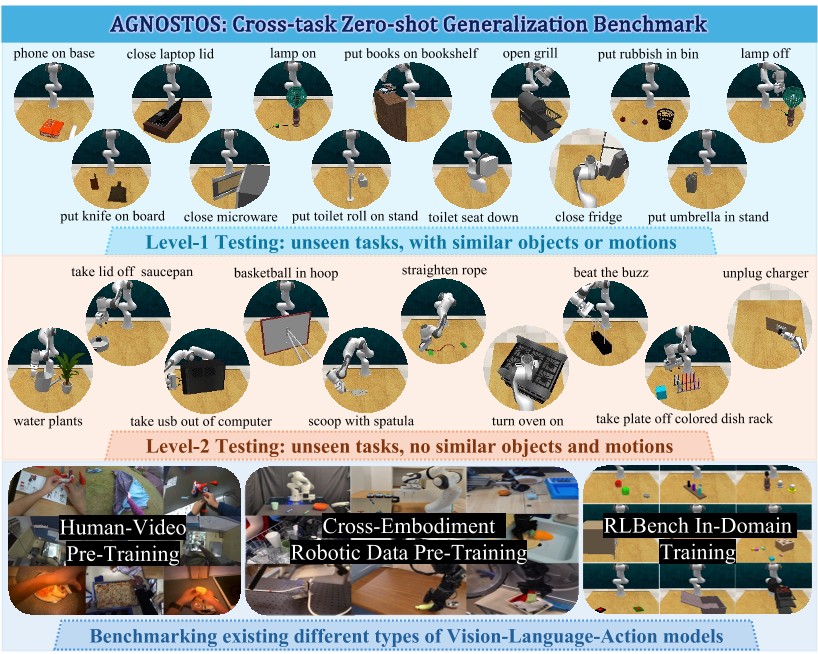 AGNOSTOS: Cross-task Zero-shot Generalization Benchmark
phone on base
close laptop lid
lamp on
put books on bookshelf
open grill
put rubbish in bin
lamp off
put knife on board
close microware
put toilet roll on stand
toilet seat down
close fridge
put umbrella in stand
Level-1 Testing: unseen tasks, with similar objects or motions
take lid off saucepan
basketball in hoop
straighten rope
beat the buzz
unplug charger
water plants
take usb out of computer
scoop with spatula
turn oven on
take plate off colored dish rack
Level-2 Testing: unseen tasks, no similar objects and motions
Human-Video
Pre-Training
Cross-Embodiment
Robotic Data Pre-Training
RLBench In-Domain
Training
Benchmarking existing different types of Vision-Language-Action models